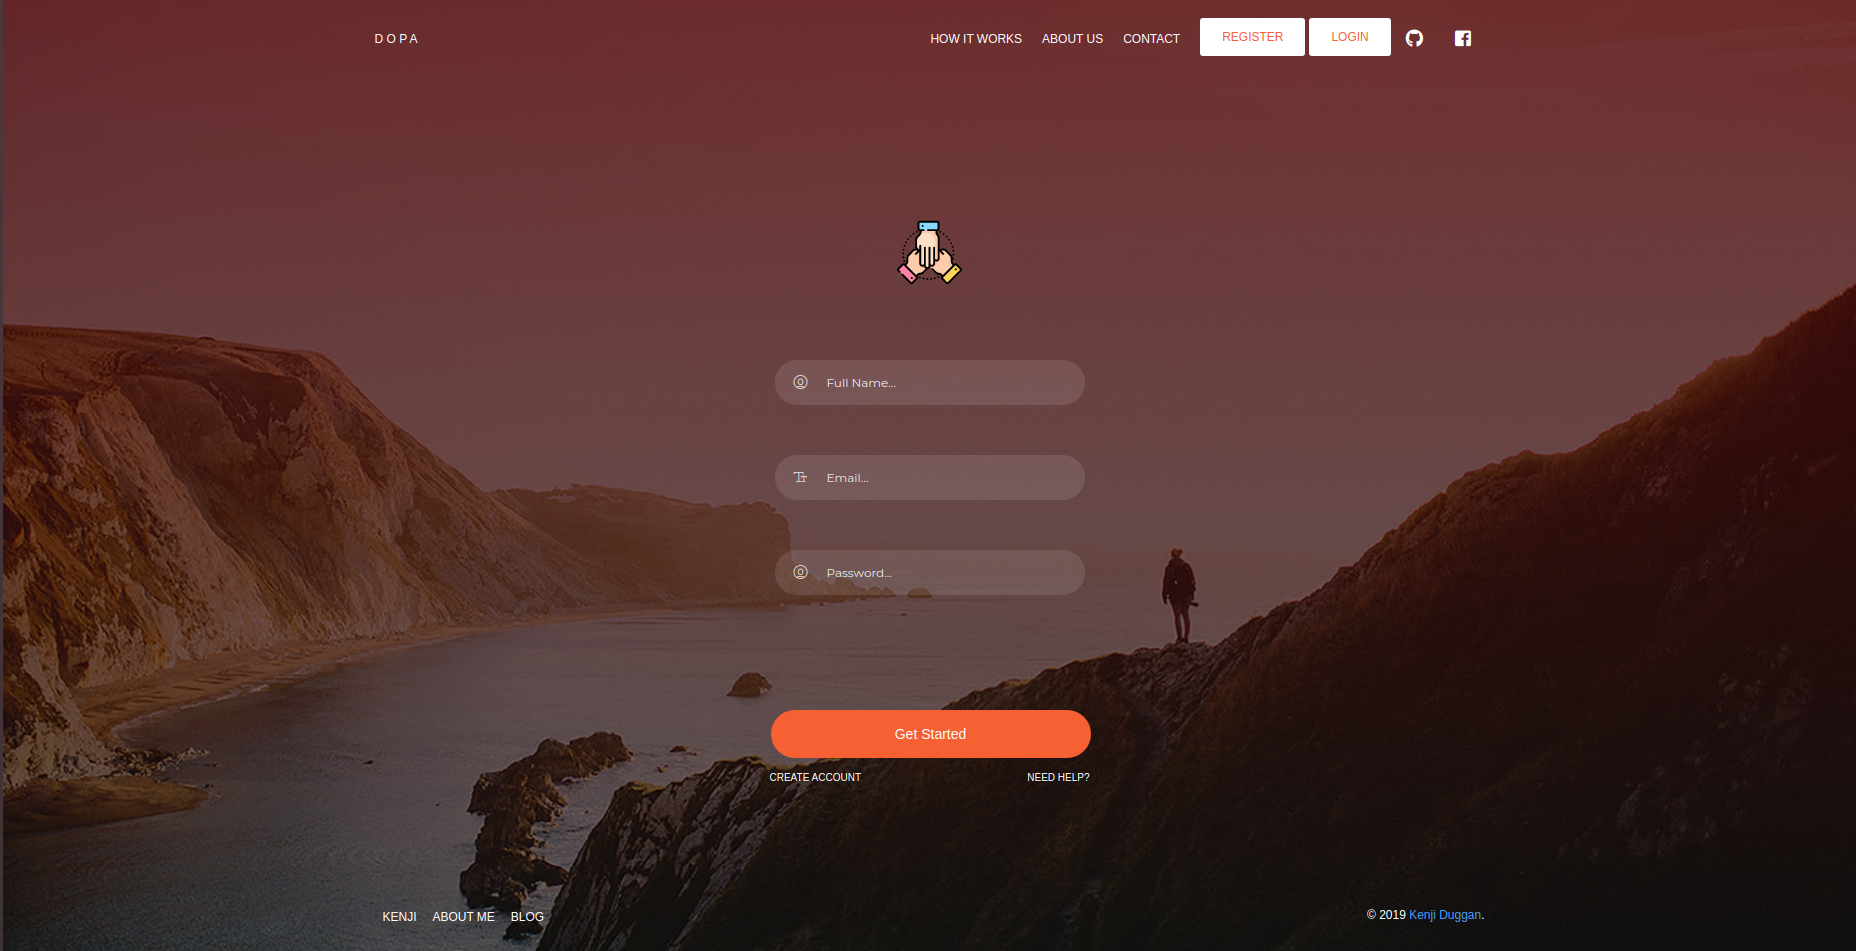 DOPA HOW IT WORKS ABOUT US CONTACT REGISTER LOGIN
Full Name...
Email...
Password...
Get Started
CREATE ACCOUNT NEED HELP?
KENJI ABOUT ME BLOG © 2019 Kenji Duggan.